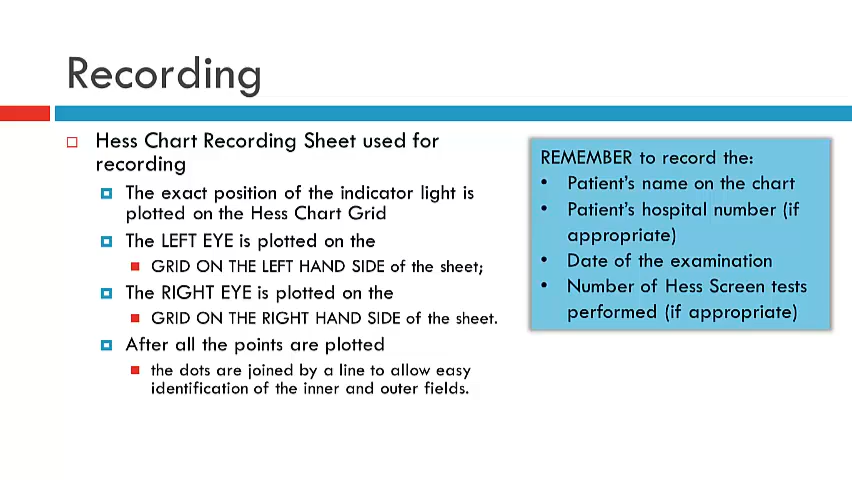 Recording
Hess Chart Recording Sheet used for
recording
The exact position of the indicator light is
plotted on the Hess Chart Grid
The LEFT EYE is plotted on the
GRID ON THE LEFT HAND SIDE of the sheet;
The RIGHT EYE is plotted on the
GRID ON THE RIGHT HAND SIDE of the sheet.
After all the points are plotted
the dots are joined by a line to allow easy
identification of the inner and outer fields.
REMEMBER to record the:
• Patient's name on the chart
• Patient's hospital number (if
appropriate)
• Date of the examination
• Number of Hess Screen tests
performed (if appropriate)